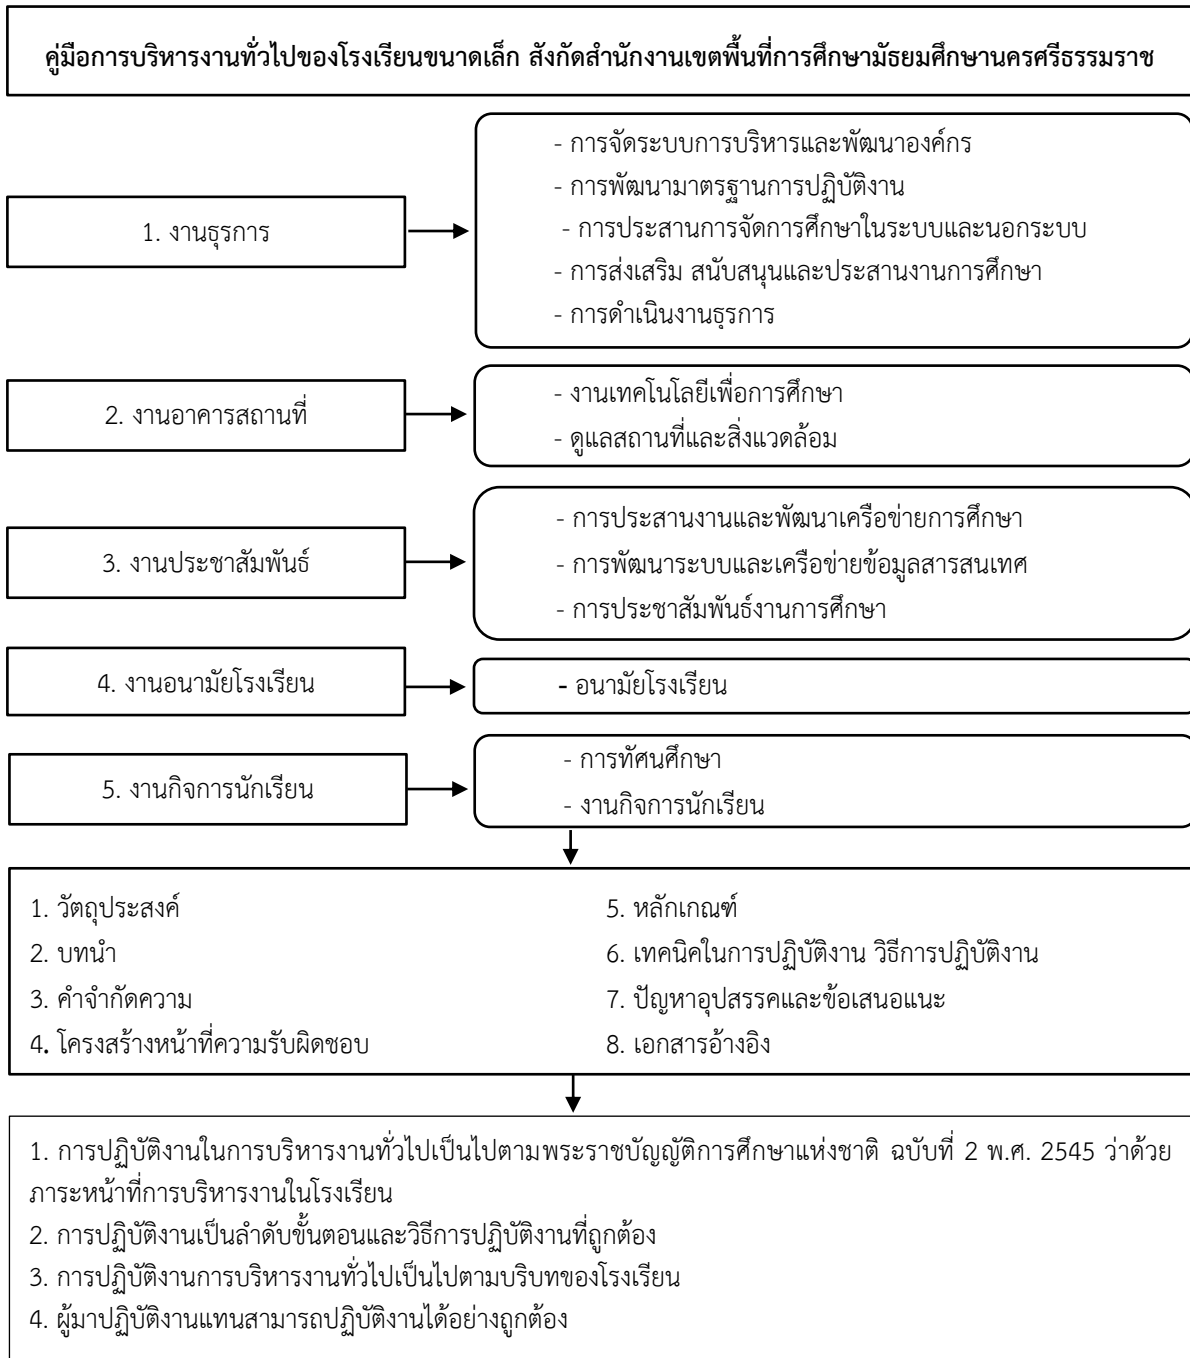 คู่มือการบริหารงานทั่วไปของโรงเรียนขนาดเล็ก สังกัดสำนักงานเขตพื้นที่การศึกษามัธยมศึกษานครศรีธรรมราช
1. งานธุรการ
- การจัดระบบการบริหารและพัฒนาองค์กร
- การพัฒนามาตรฐานการปฏิบัติงาน
- การประสานการจัดการศึกษาในระบบและนอกระบบ
- การส่งเสริม สนับสนุนและประสานงานการศึกษา
- การดำเนินงานธุรการ
2. งานอาคารสถานที่
- งานเทคโนโลยีเพื่อการศึกษา
- ดูแลสถานที่และสิ่งแวดล้อม
3. งานประชาสัมพันธ์
- การประสานงานและพัฒนาเครือข่ายการศึกษา
- การพัฒนาระบบและเครือข่ายข้อมูลสารสนเทศ
- การประชาสัมพันธ์งานการศึกษา
4. งานอนามัยโรงเรียน
- อนามัยโรงเรียน
5. งานกิจการนักเรียน
- การทัศนศึกษา
- งานกิจการนักเรียน
1. วัตถุประสงค์
2. บทนำ
3. คำจำกัดความ
4. โครงสร้างหน้าที่ความรับผิดชอบ
5. หลักเกณฑ์
6. เทคนิคในการปฏิบัติงาน วิธีการปฏิบัติงาน
7. ปัญหาอุปสรรคและข้อเสนอแนะ
8. เอกสารอ้างอิง
1. การปฏิบัติงานในการบริหารงานทั่วไปเป็นไปตามพระราชบัญญัติการศึกษาแห่งชาติ ฉบับที่ 2 พ.ศ. 2545 ว่าด้วย
ภาระหน้าที่การบริหารงานในโรงเรียน
2. การปฏิบัติงานเป็นลำดับขั้นตอนและวิธีการปฏิบัติงานที่ถูกต้อง
3. การปฏิบัติงานการบริหารงานทั่วไปเป็นไปตามบริบทของโรงเรียน
4. ผู้มาปฏิบัติงานแทนสามารถปฏิบัติงานได้อย่างถูกต้อง